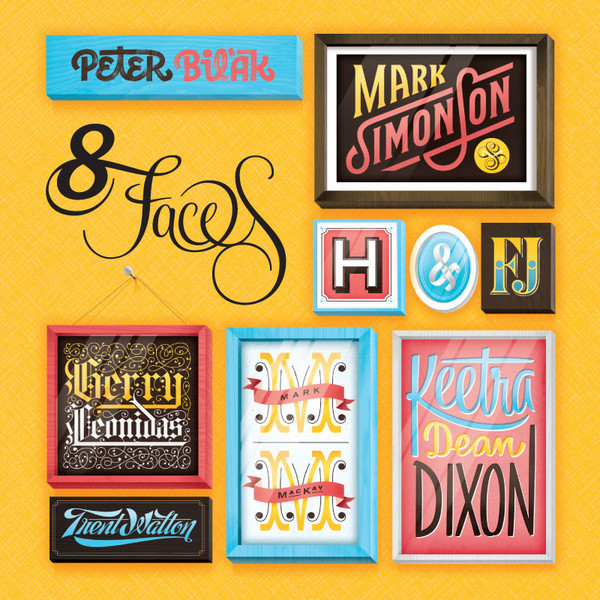 PETER BIĽAK
MARK
SIMONSON
8 Faces
H & FJ
Gerry
Leonidas
M
MARK
M
MACKAY
Keetra
Dean
DIXON
Trent Walton